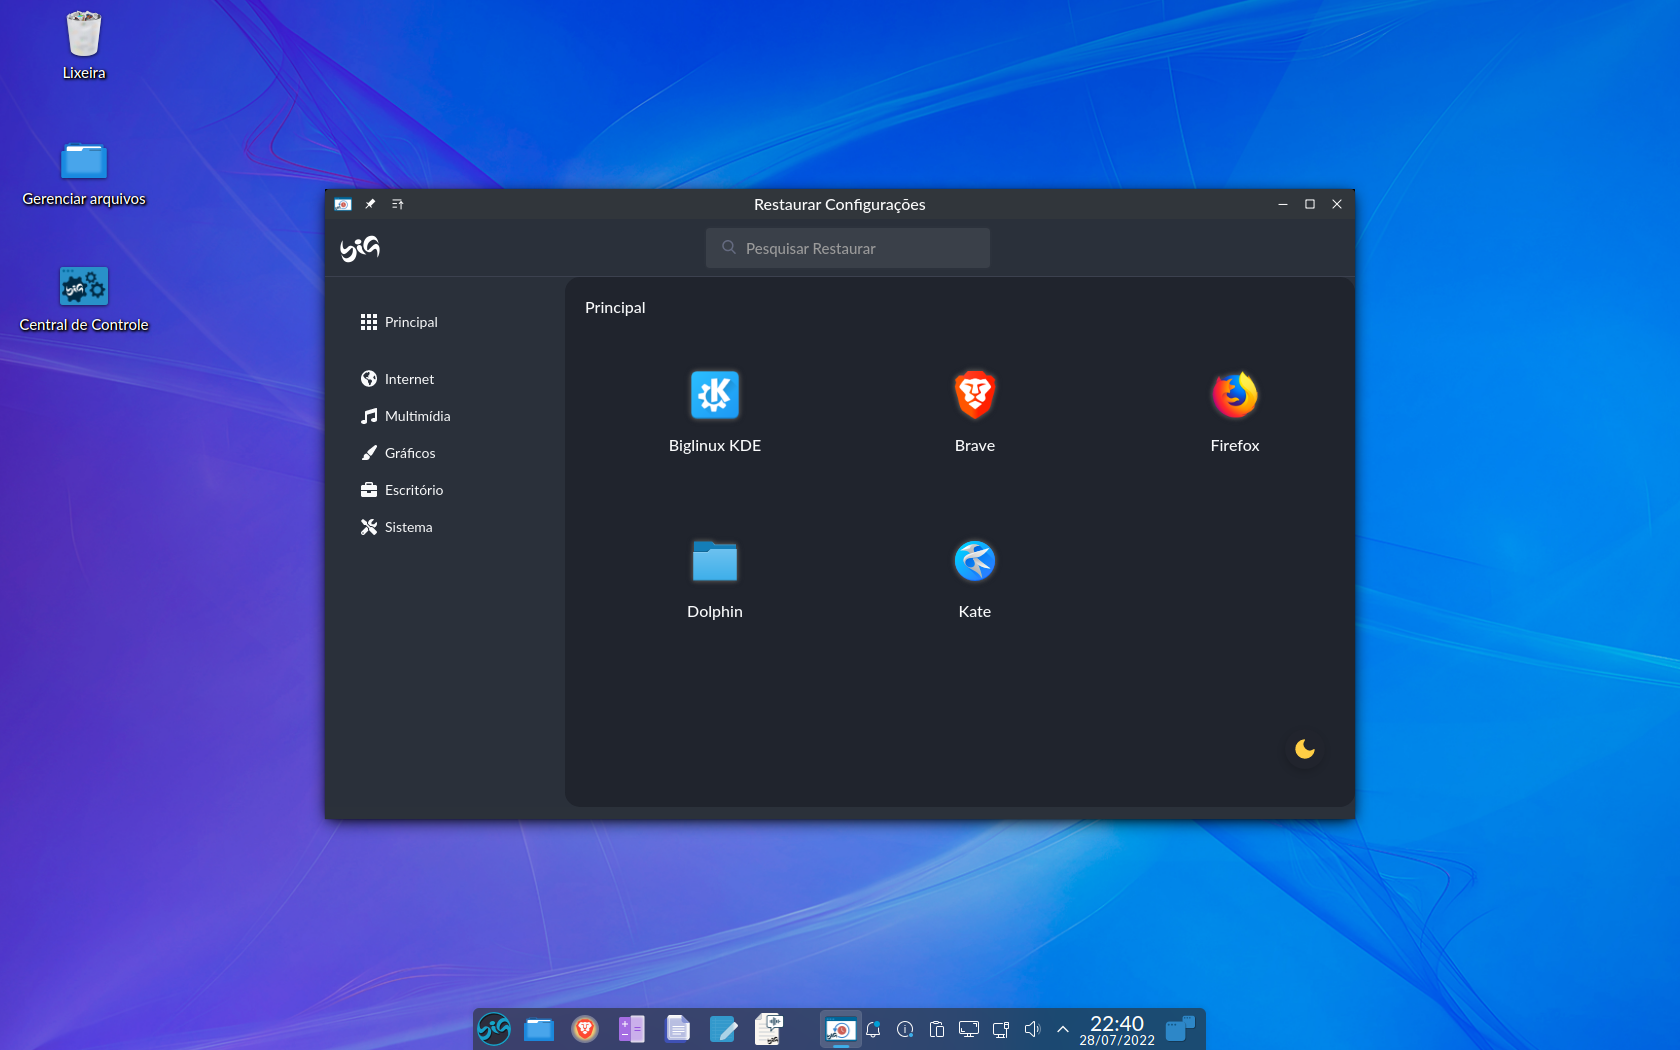 Lixeira
Gerenciar arquivos
Central de Controle
Restaurar Configurações
big
Pesquisar Restaurar
Principal
Internet
Multimídia
Gráficos
Escritório
Sistema
Principal
Biglinux KDE
Brave
Firefox
Dolphin
Kate
22:40
28/07/2022